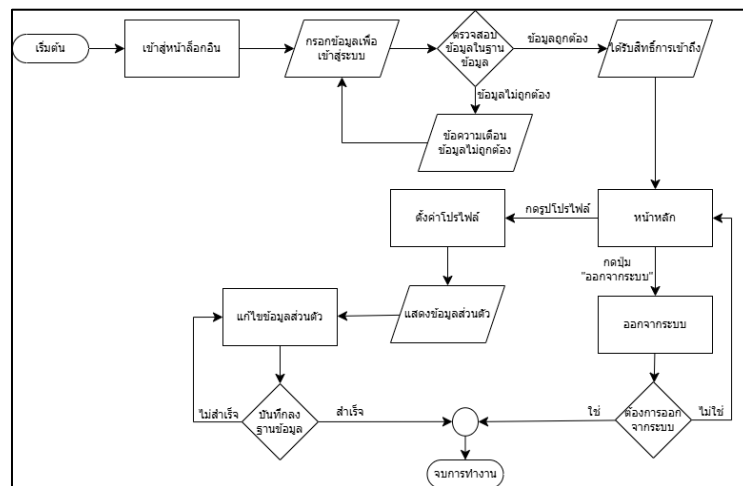 เริ่มต้น
เข้าสู่หน้าล็อกอิน
กรอกข้อมูลเพื่อ
เข้าสู่ระบบ
ตรวจสอบ
ข้อมูลในฐาน
ข้อมูล
ข้อมูลถูกต้อง
ได้รับสิทธิ์การเข้าถึง
ข้อมูลไม่ถูกต้อง
ข้อความเตือน
ข้อมูลไม่ถูกต้อง
ตั้งค่าโปรไฟล์
กดรูปโปรไฟล์
หน้าหลัก
กดปุ่ม
"ออกจากระบบ"
แก้ไขข้อมูลส่วนตัว
แสดงข้อมูลส่วนตัว
ออกจากระบบ
ไม่สำเร็จ
บันทึกลง
ฐานข้อมูล
สำเร็จ
ใช่
ต้องการออก
จากระบบ
ไม่ใช่
จบการทำงาน